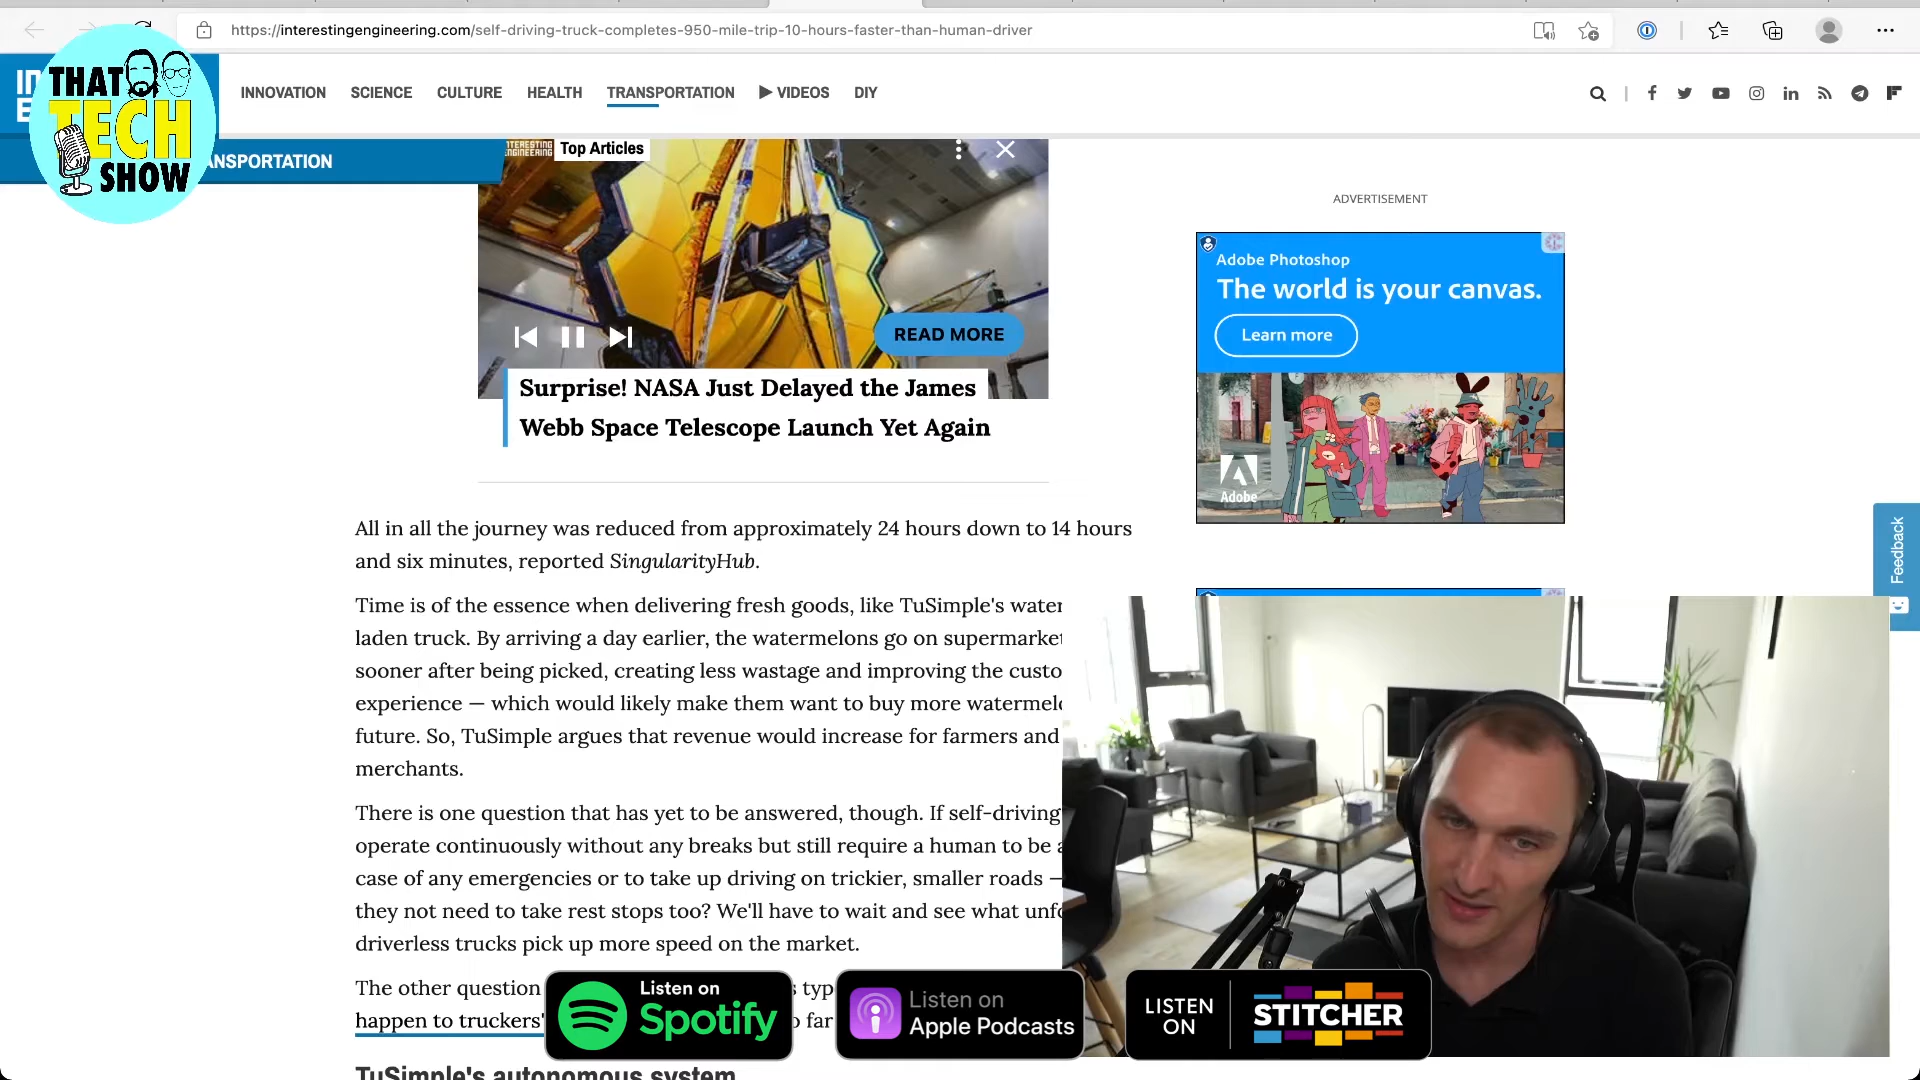 https://interestingengineering.com/self-driving-truck-completes-950-mile-trip-10-hours-faster-than-human-driver
THAT
TECH
SHOW
INNOVATION SCIENCE CULTURE HEALTH TRANSPORTATION VIDEOS DIY
ANSPORTATION
INTERESTING
ENGINEERING
Top Articles
READ MORE
Surprise! NASA Just Delayed the James
Webb Space Telescope Launch Yet Again
ADVERTISEMENT
Adobe Photoshop
The world is your canvas.
Learn more
Adobe
Feedback
All in all the journey was reduced from approximately 24 hours down to 14 hours
and six minutes, reported SingularityHub.
Time is of the essence when delivering fresh goods, like TuSimple's water
laden truck. By arriving a day earlier, the watermelons go on supermarket
sooner after being picked, creating less wastage and improving the custo
experience — which would likely make them want to buy more watermelo
future. So, TuSimple argues that revenue would increase for farmers and
merchants.
There is one question that has yet to be answered, though. If self-driving
operate continuously without any breaks but still require a human to be a
case of any emergencies or to take up driving on trickier, smaller roads —
they not need to take rest stops too? We'll have to wait and see what unfo
driverless trucks pick up more speed on the market.
The other question s typ
happen to truckers' o far
TuSimple's autonomous system
Listen on
Spotify
Listen on
Apple Podcasts
LISTEN
ON
STITCHER